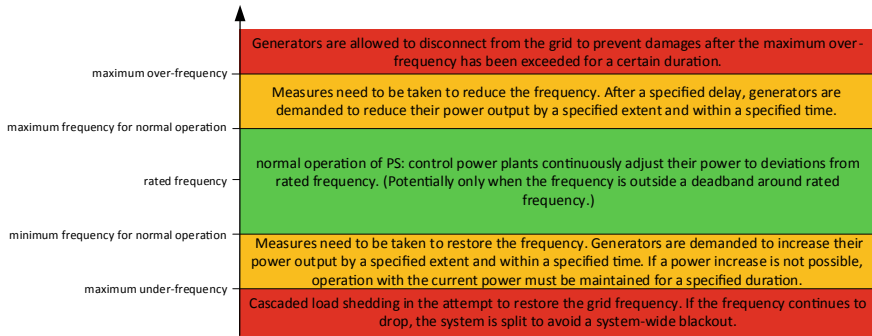 Generators are allowed to disconnect from the grid to prevent damages after the maximum over-
frequency has been exceeded for a certain duration.
maximum over-frequency
Measures need to be taken to reduce the frequency. After a specified delay, generators are
demanded to reduce their power output by a specified extent and within a specified time.
maximum frequency for normal operation
normal operation of PS: control power plants continuously adjust their power to deviations from
rated frequency. (Potentially only when the frequency is outside a deadband around rated
frequency.)
rated frequency
minimum frequency for normal operation
Measures need to be taken to restore the frequency. Generators are demanded to increase their
power output by a specified extent and within a specified time. If a power increase is not possible,
operation with the current power must be maintained for a specified duration.
maximum under-frequency
Cascaded load shedding in the attempt to restore the grid frequency. If the frequency continues to
drop, the system is split to avoid a system-wide blackout.